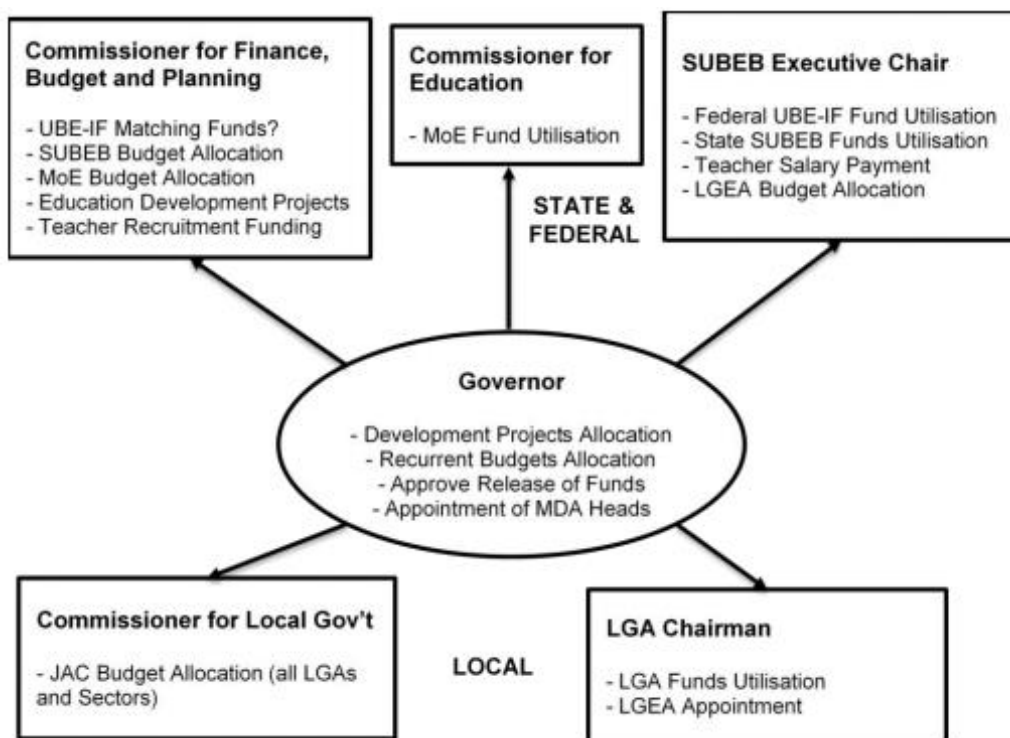 Commissioner for Finance,
Budget and Planning
- UBE-IF Matching Funds?
- SUBEB Budget Allocation
- MoE Budget Allocation
- Education Development Projects
- Teacher Recruitment Funding
Commissioner for
Education
- MoE Fund Utilisation
SUBEB Executive Chair
- Federal UBE-IF Fund Utilisation
- State SUBEB Funds Utilisation
- Teacher Salary Payment
- LGEA Budget Allocation
STATE &
FEDERAL
Governor
- Development Projects Allocation
- Recurrent Budgets Allocation
- Approve Release of Funds
- Appointment of MDA Heads
Commissioner for Local Gov't
- JAC Budget Allocation (all LGAs
and Sectors)
LOCAL
LGA Chairman
- LGA Funds Utilisation
- LGEA Appointment